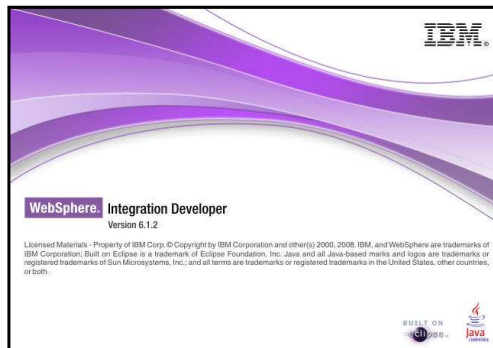 IBM®
WebSphere® Integration Developer
Version 6.1.2
Licensed Materials - Property of IBM Corp. © Copyright by IBM Corporation and other(s) 2000, 2008. IBM, and WebSphere are trademarks of
IBM Corporation; Built on Eclipse is a trademark of Eclipse Foundation, Inc. Java and all Java-based marks and logos are trademarks or
registered trademarks of Sun Microsystems, Inc.; and all terms are trademarks or registered trademarks in the United States, other countries,
or both.
BUILT ON
eclipse™
Java
COMPATIBLE